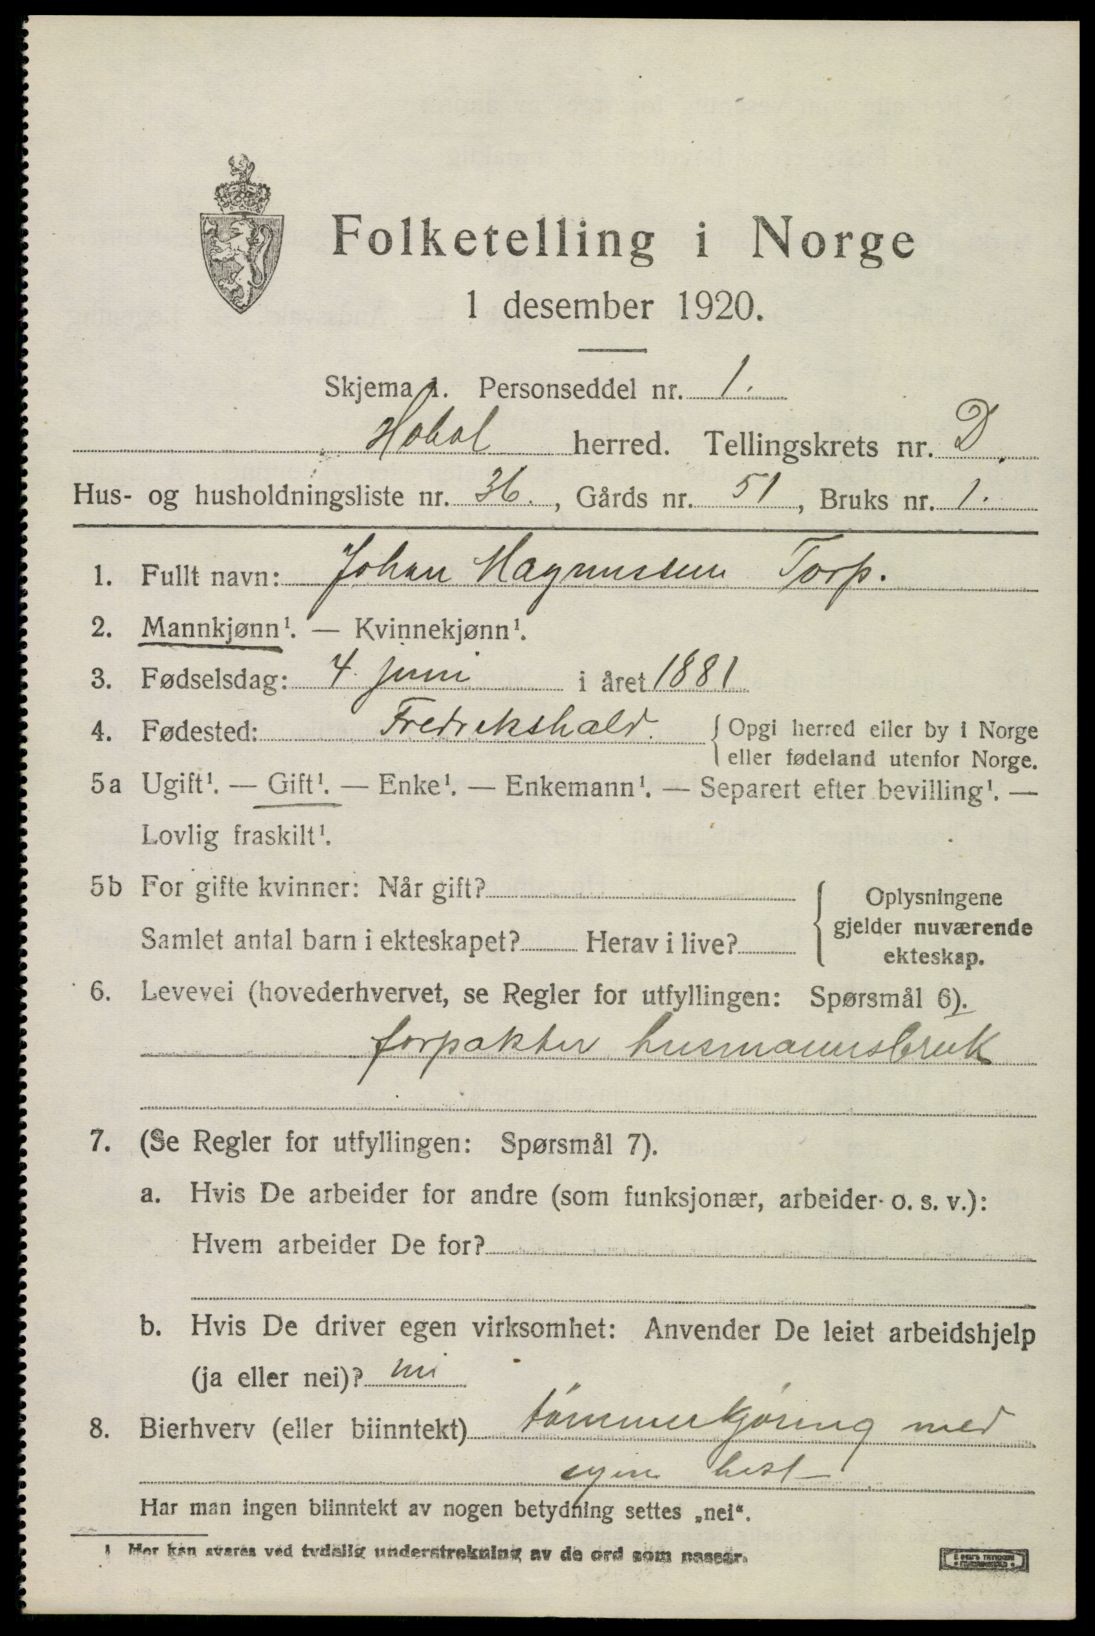 Folketelling i Norge
1 desember 1920.
Skjema 1. Personseddel nr. 1.
Hobøl herred. Tellingskrets nr. D.
Hus- og husholdningsliste nr. 36., Gårds nr. 51, Bruks nr. 1.
1. Fullt navn: Johan Magnussen Torp.
2. Mannkjønn¹. — Kvinnekjønn¹.
3. Fødselsdag: 4. juni i året 1881
4. Fødested: Fredrikshald. { Opgi herred eller by i Norge
eller fødeland utenfor Norge.
5a Ugift¹. — Gift¹. — Enke¹. — Enkemann¹. — Separert efter bevilling¹. —
Lovlig fraskilt¹.
5b For gifte kvinner: Når gift?
Samlet antal barn i ekteskapet? Herav i live?
{ Oplysningene
gjelder nuværende
ekteskap.
6. Levevei (hovederhvervet, se Regler for utfyllingen: Spørsmål 6).
forpakter husmannsbruk
7. (Se Regler for utfyllingen: Spørsmål 7).
a. Hvis De arbeider for andre (som funksjonær, arbeider o. s. v.):
Hvem arbeider De for?
b. Hvis De driver egen virksomhet: Anvender De leiet arbeidshjelp
(ja eller nei)? nei
8. Bierhverv (eller biinntekt) tømmerkjøring med
egen hest
Har man ingen biinntekt av nogen betydning settes „nei“.
1 Her kan svares ved tydelig understrekning av de ord som passer.